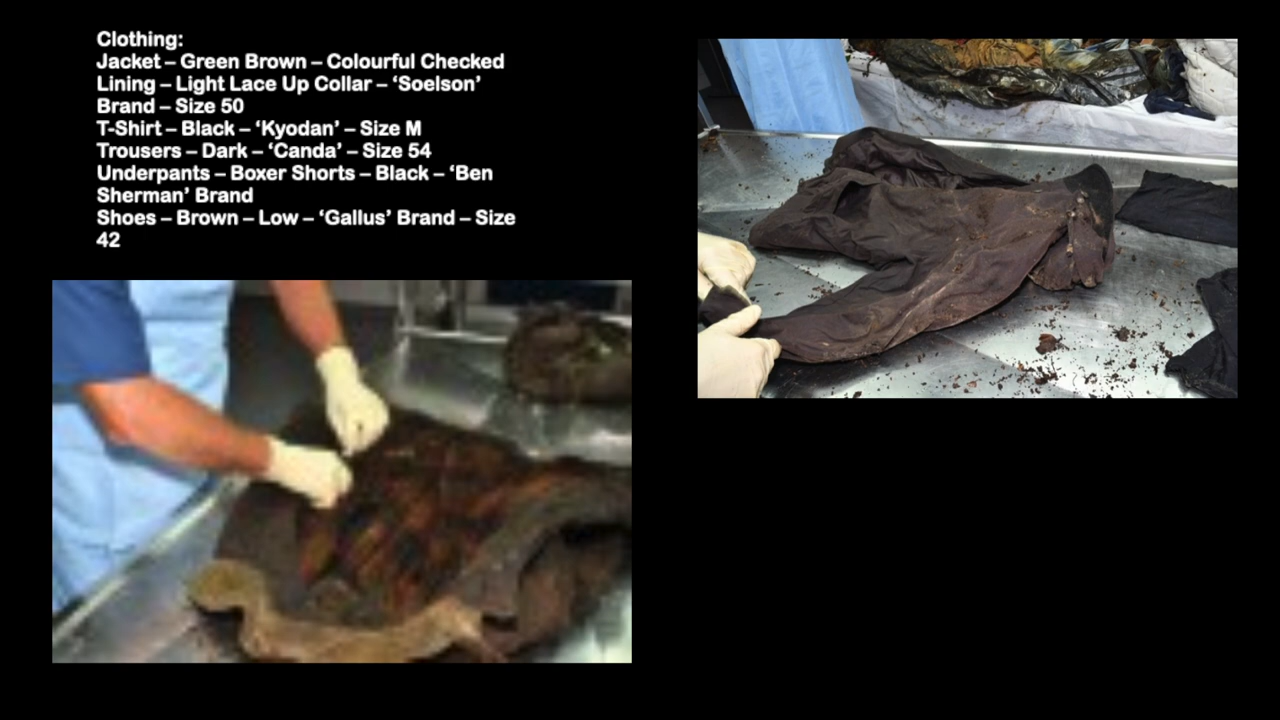 Clothing:
Jacket – Green Brown – Colourful Checked
Lining – Light Lace Up Collar – ‘Soelson’
Brand – Size 50
T-Shirt – Black – ‘Kyodan’ – Size M
Trousers – Dark – ‘Canda’ – Size 54
Underpants – Boxer Shorts – Black – ‘Ben
Sherman’ Brand
Shoes – Brown – Low – ‘Gallus’ Brand – Size
42